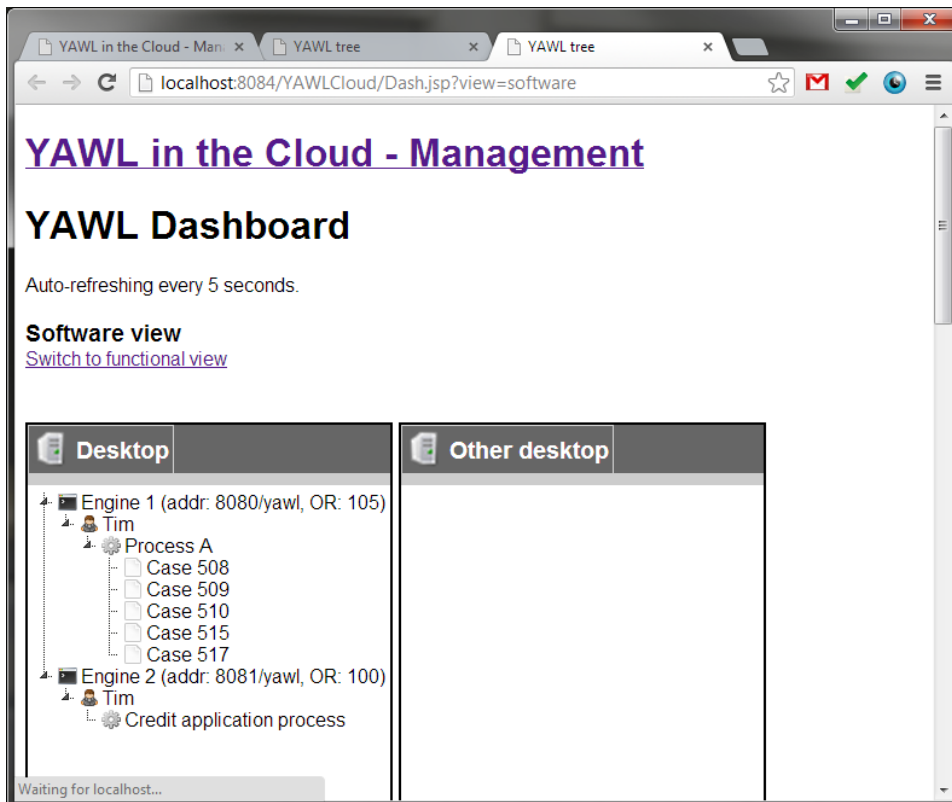 YAWL in the Cloud - Man
YAWL tree
YAWL tree
localhost:8084/YAWLCloud/Dash.jsp?view=software
YAWL in the Cloud - Management
YAWL Dashboard
Auto-refreshing every 5 seconds.
Software view
Switch to functional view
Desktop
Engine 1 (addr: 8080/yawl, OR: 105)
Tim
Process A
Case 508
Case 509
Case 510
Case 515
Case 517
Engine 2 (addr: 8081/yawl, OR: 100)
Tim
Credit application process
Other desktop
Waiting for localhost...